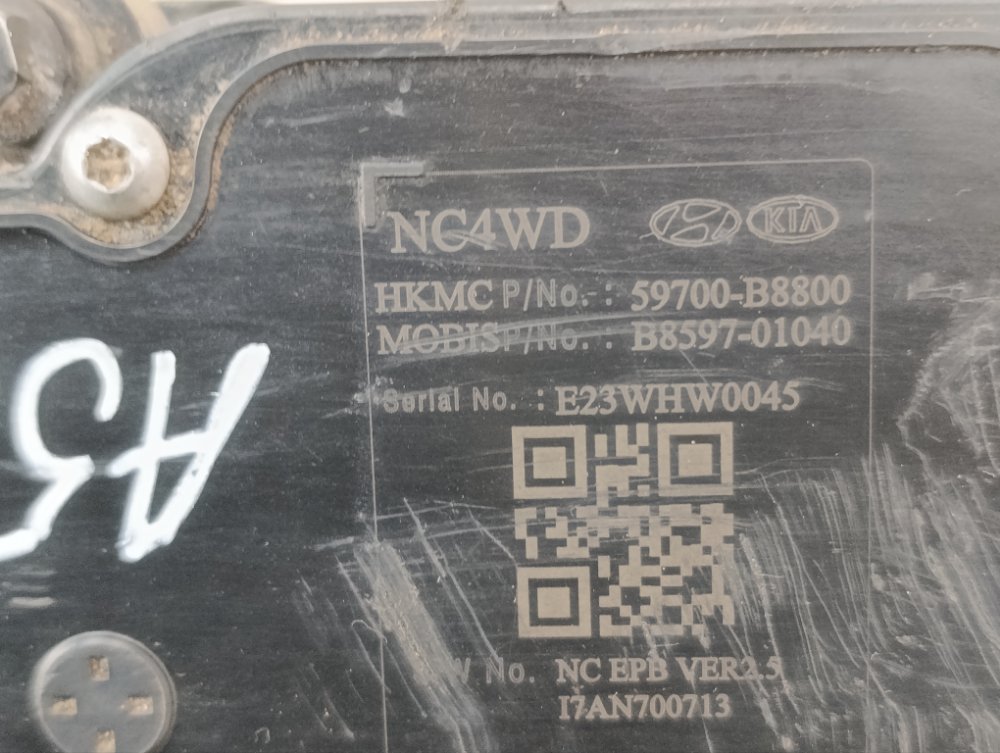 NC4WD KIA
HKMC P/No. : 59700-B8800
MOBIS P/No. : B8597-01040
Serial No. : E23WHW0045
W No. NC EPB VER2.5
I7AN700713